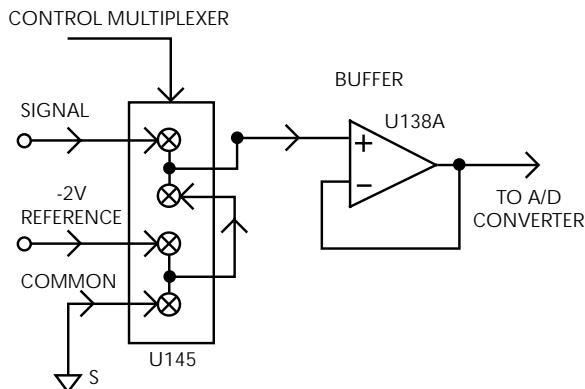 CONTROL MULTIPLEXER
BUFFER
U138A
SIGNAL
+
-2V
REFERENCE
−
TO A/D
CONVERTER
COMMON
U145
S